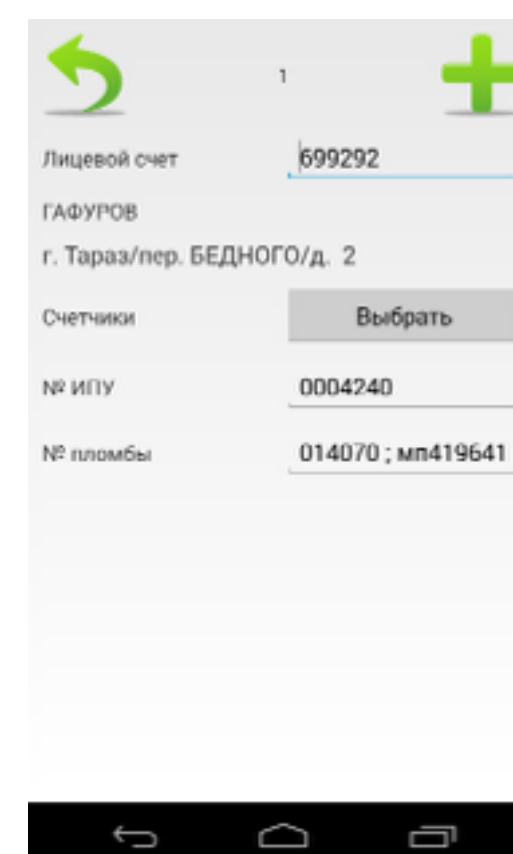 1
Лицевой счет 699292
ГАФУРОВ
г. Тараз/пер. БЕДНОГО/д. 2
Счетчики Выбрать
№ ИПУ 0004240
№ пломбы 014070 ; мп419641